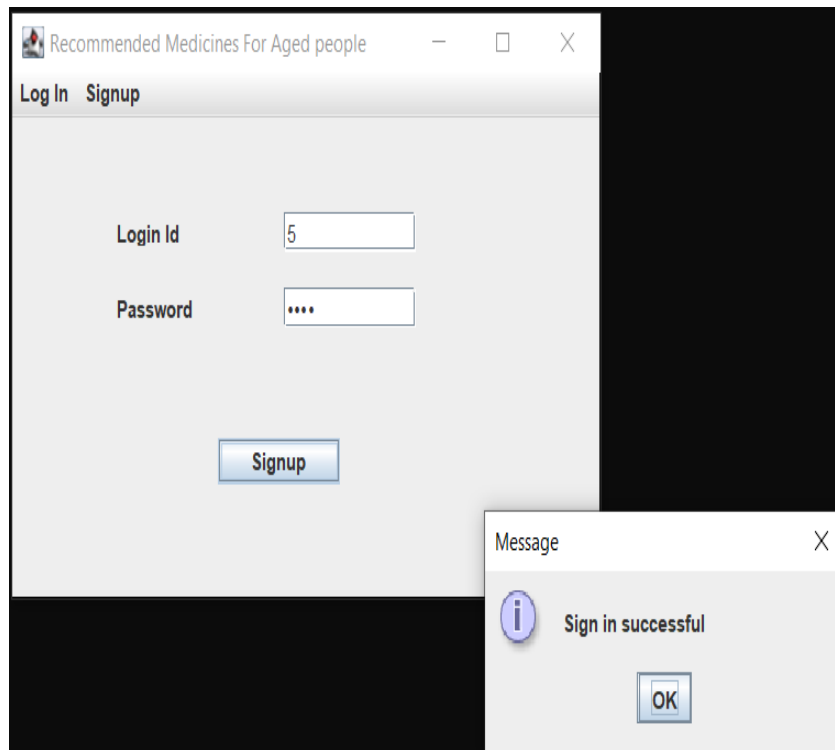 Recommended Medicines For Aged people
Log In Signup
Login Id 5
Password ••••
Signup
Message
Sign in successful
OK